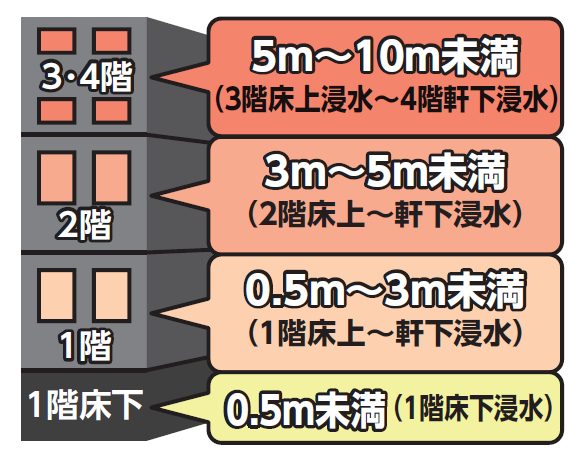 3・4階
5m～10m未満
（3階床上浸水～4階軒下浸水）
2階
3m～5m未満
（2階床上～軒下浸水）
1階
0.5m～3m未満
（1階床上～軒下浸水）
1階床下
0.5m未満（1階床下浸水）